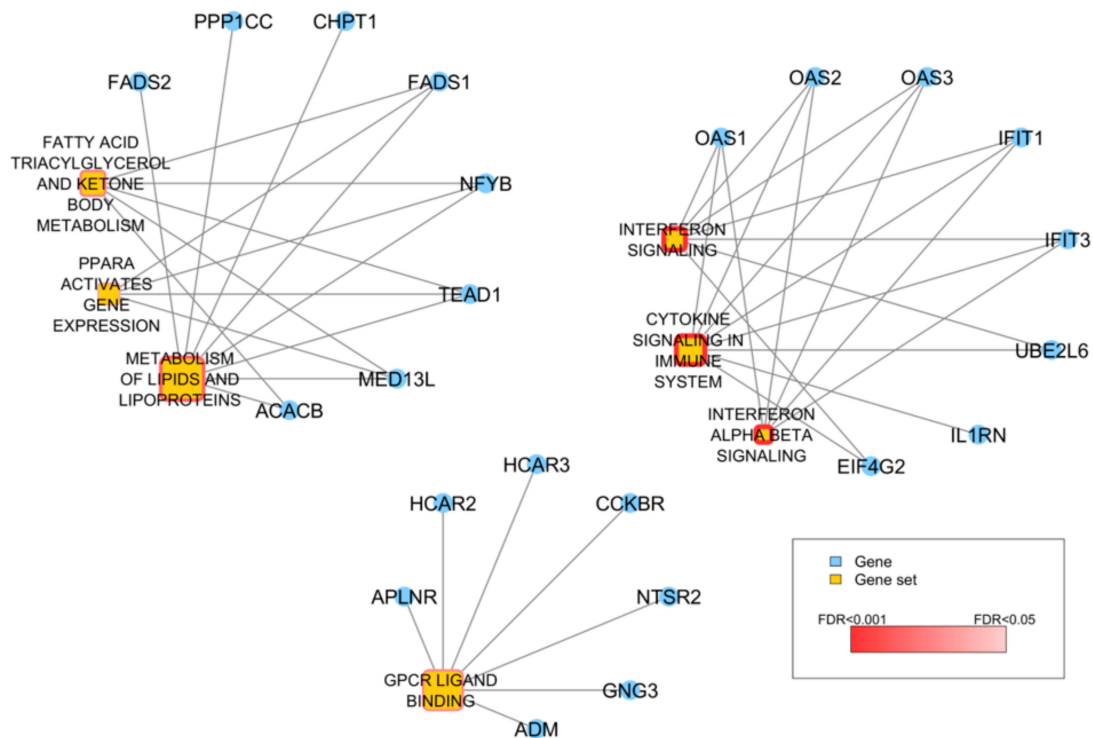 PPP1CC
CHPT1
FADS2
FADS1
FATTY ACID
TRIACYLGLYCEROL
AND KETONE
BODY
METABOLISM
NFYB
PPARA
ACTIVATES
GENE
EXPRESSION
TEAD1
METABOLISM
OF LIPIDS AND
LIPOPROTEINS
MED13L
ACACB
OAS2
OAS3
OAS1
IFIT1
INTERFERON
SIGNALING
IFIT3
CYTOKINE
SIGNALING IN
IMMUNE
SYSTEM
UBE2L6
INTERFERON
ALPHA BETA
SIGNALING
IL1RN
EIF4G2
HCAR3
HCAR2
CCKBR
APLNR
NTSR2
GPCR LIGAND
BINDING
GNG3
ADM
Gene
Gene set
FDR<0.001
FDR<0.05